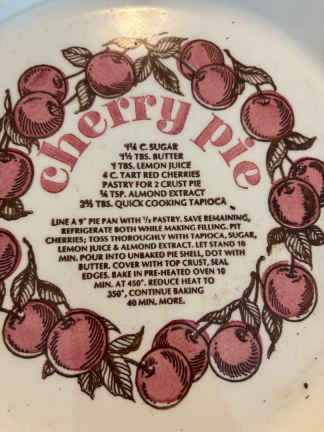 cherry pie
1¼ C. SUGAR
1½ TBS. BUTTER
1 TBS. LEMON JUICE
4 C. TART RED CHERRIES
PASTRY FOR 2 CRUST PIE
¼ TSP. ALMOND EXTRACT
TBS. QUICK COOKING TAPIOCA
LINE A 9" PIE PAN WITH ½ PASTRY. SAVE REMAINING,
REFRIGERATE BOTH WHILE MAKING FILLING. PIT
CHERRIES; TOSS THOROUGHLY WITH TAPIOCA, SUGAR,
LEMON JUICE & ALMOND EXTRACT. LET STAND 10
MIN. POUR INTO UNBAKED PIE SHELL, DOT WITH
BUTTER. COVER WITH TOP CRUST, SEAL
EDGES. BAKE IN PRE-HEATED OVEN 10
MIN. AT 450°. REDUCE HEAT TO
350°, CONTINUE BAKING
40 MIN. MORE.